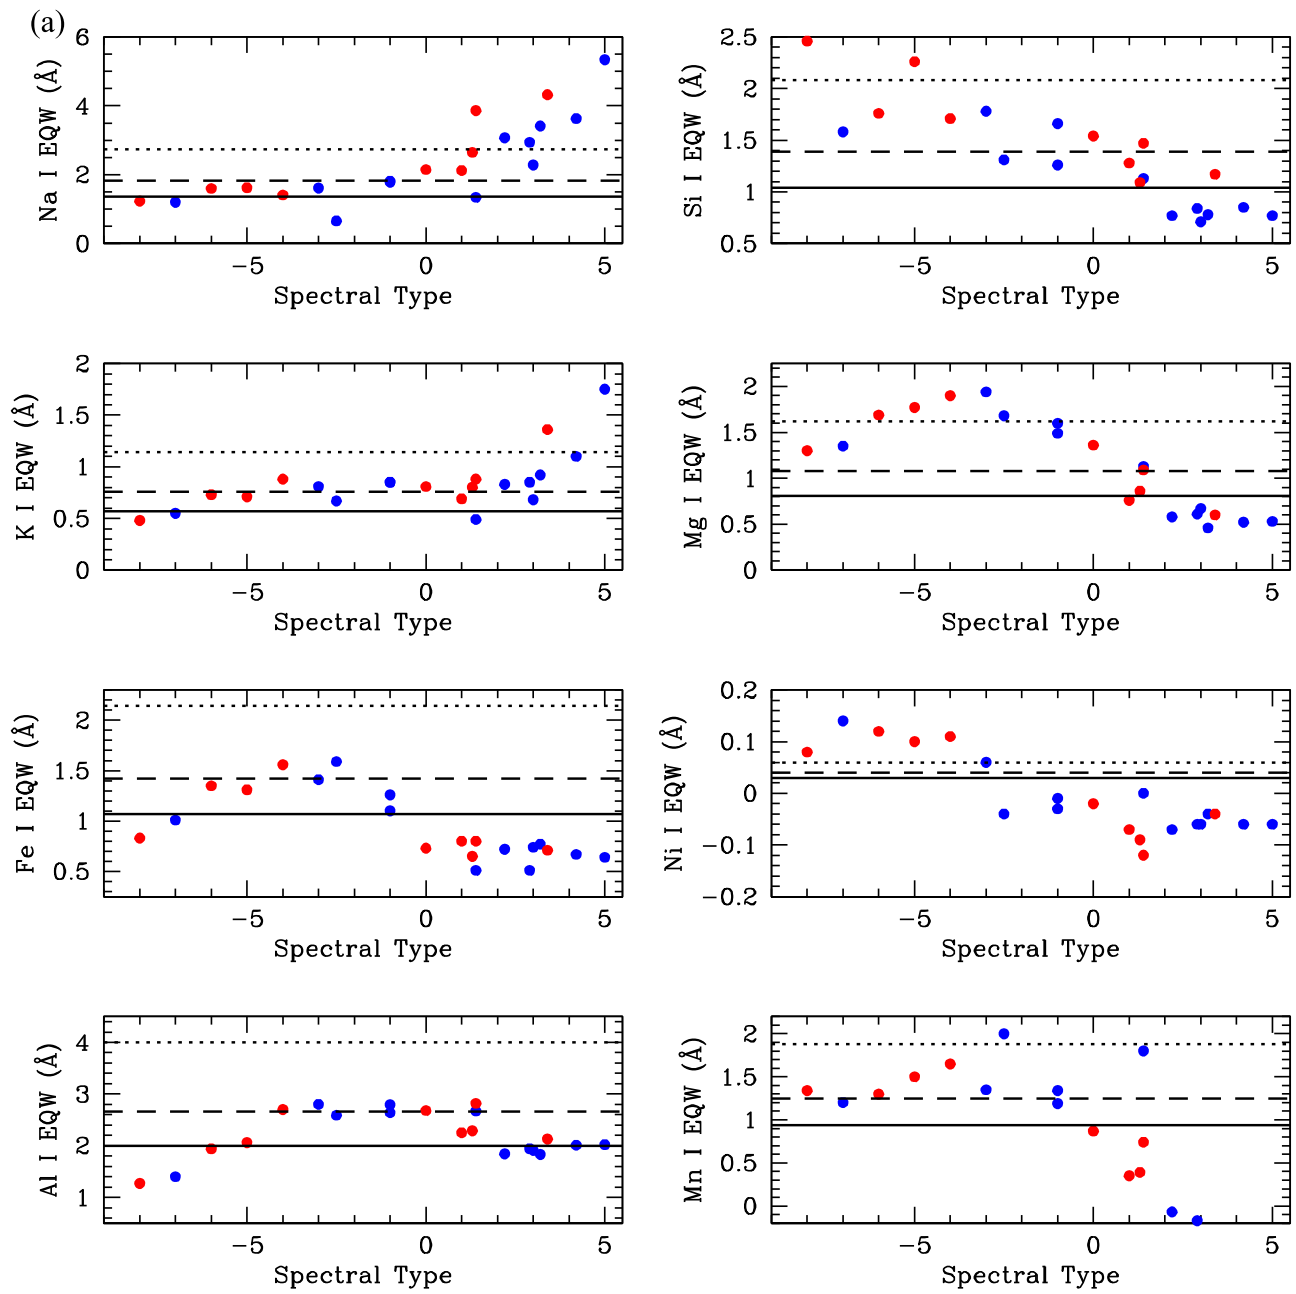 (a)
6
4
2
0
Na I EQW (Å)
−5 0 5
Spectral Type
2.5
2
1.5
1
0.5
Si I EQW (Å)
−5 0 5
Spectral Type
2
1.5
1
0.5
0
K I EQW (Å)
−5 0 5
Spectral Type
2
1.5
1
0.5
0
Mg I EQW (Å)
−5 0 5
Spectral Type
2
1.5
1
0.5
Fe I EQW (Å)
−5 0 5
Spectral Type
0.2
0.1
0
−0.1
−0.2
Ni I EQW (Å)
−5 0 5
Spectral Type
4
3
2
1
Al I EQW (Å)
−5 0 5
Spectral Type
2
1.5
1
0.5
0
Mn I EQW (Å)
−5 0 5
Spectral Type